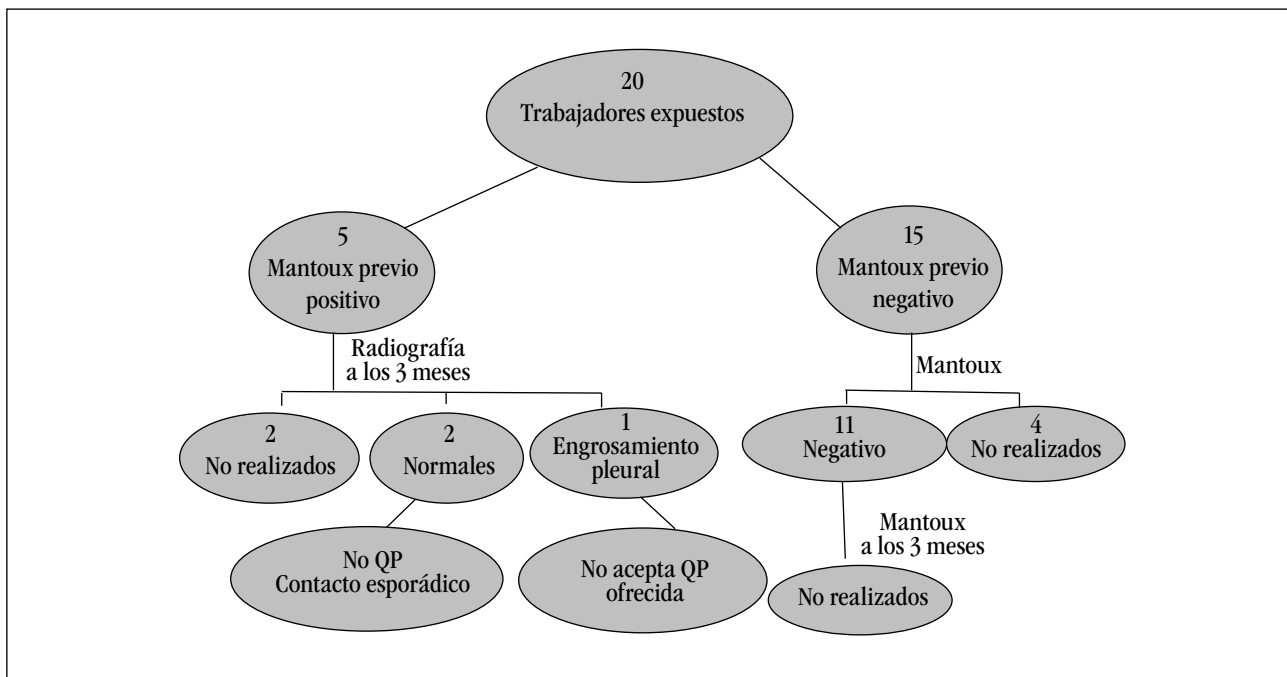 20
Trabajadores expuestos
5
Mantoux previo
positivo
15
Mantoux previo
negativo
Radiografía
a los 3 meses
Mantoux
2
No realizados
2
Normales
1
Engrosamiento
pleural
11
Negativo
4
No realizados
Mantoux
a los 3 meses
No QP
Contacto esporádico
No acepta QP
ofrecida
No realizados